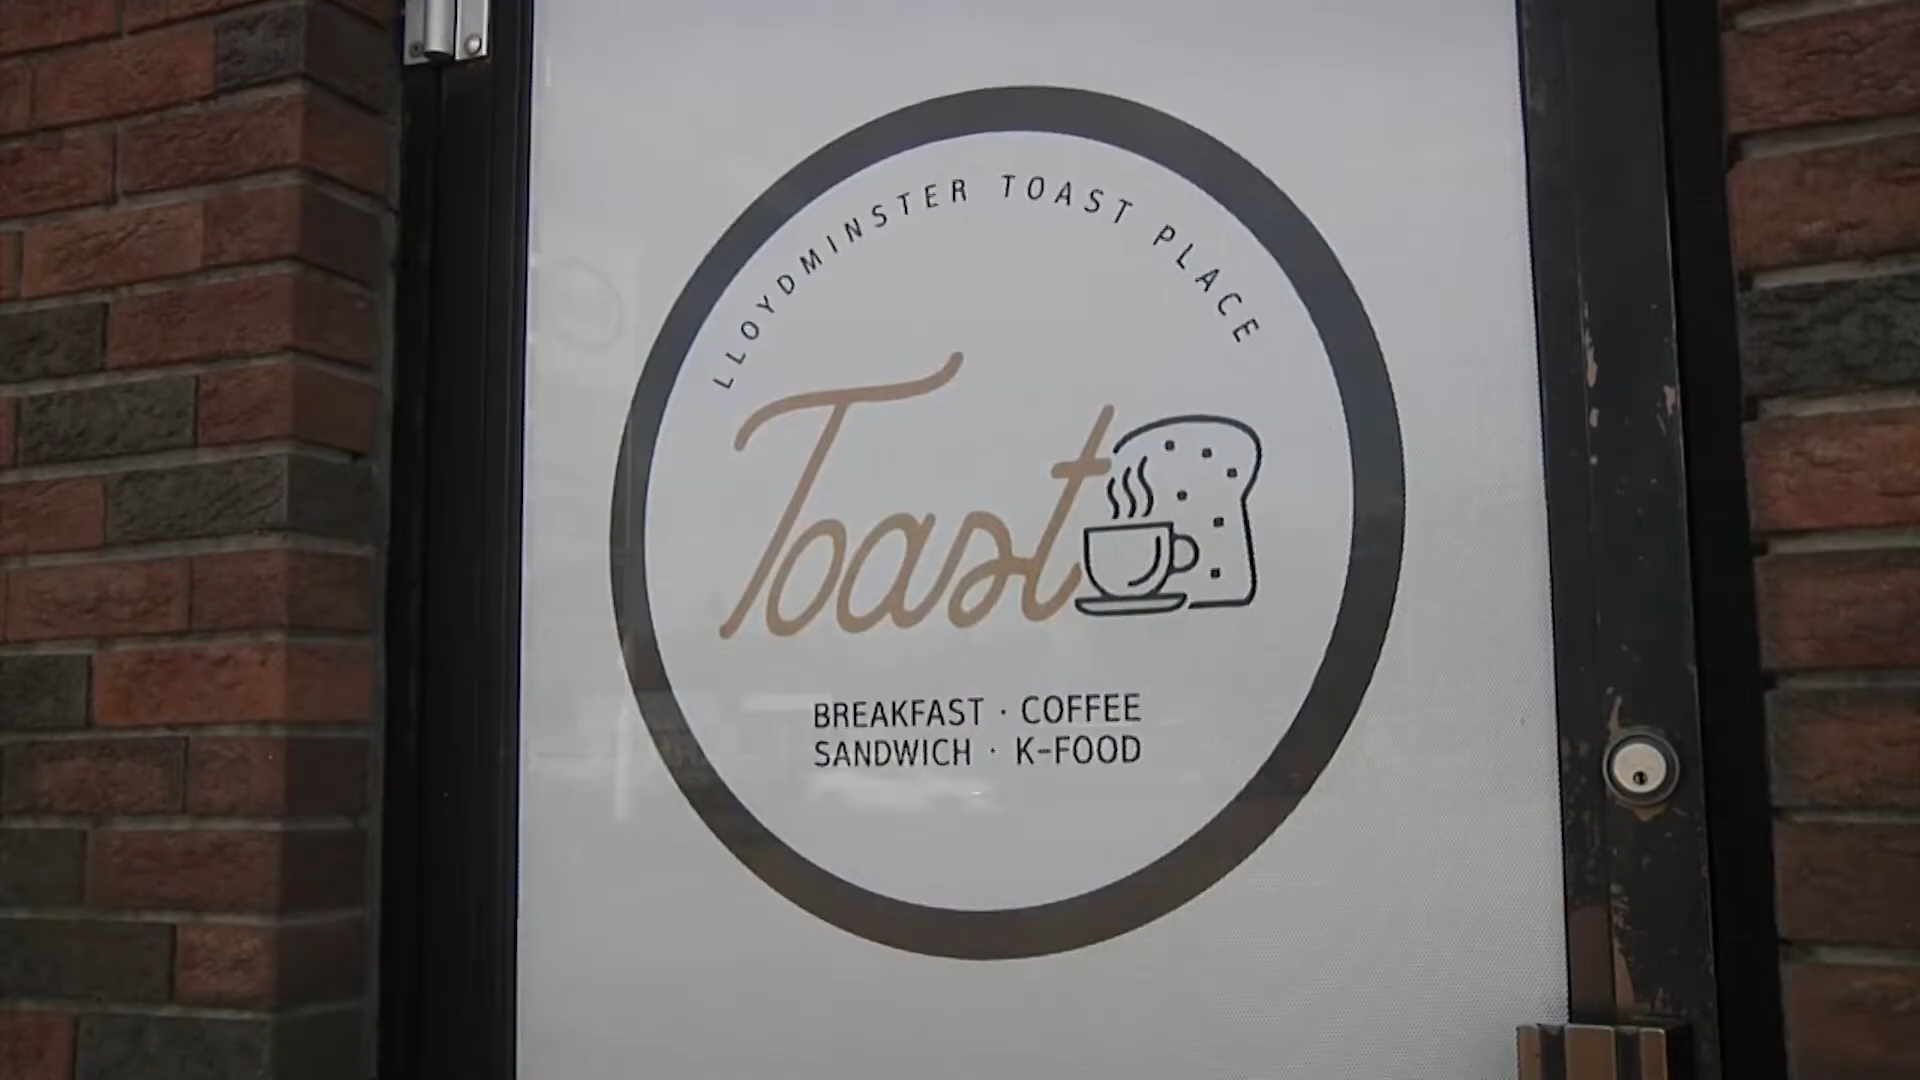 LLOYDMINSTER TOAST PLACE
Toast
BREAKFAST · COFFEE
SANDWICH · K-FOOD